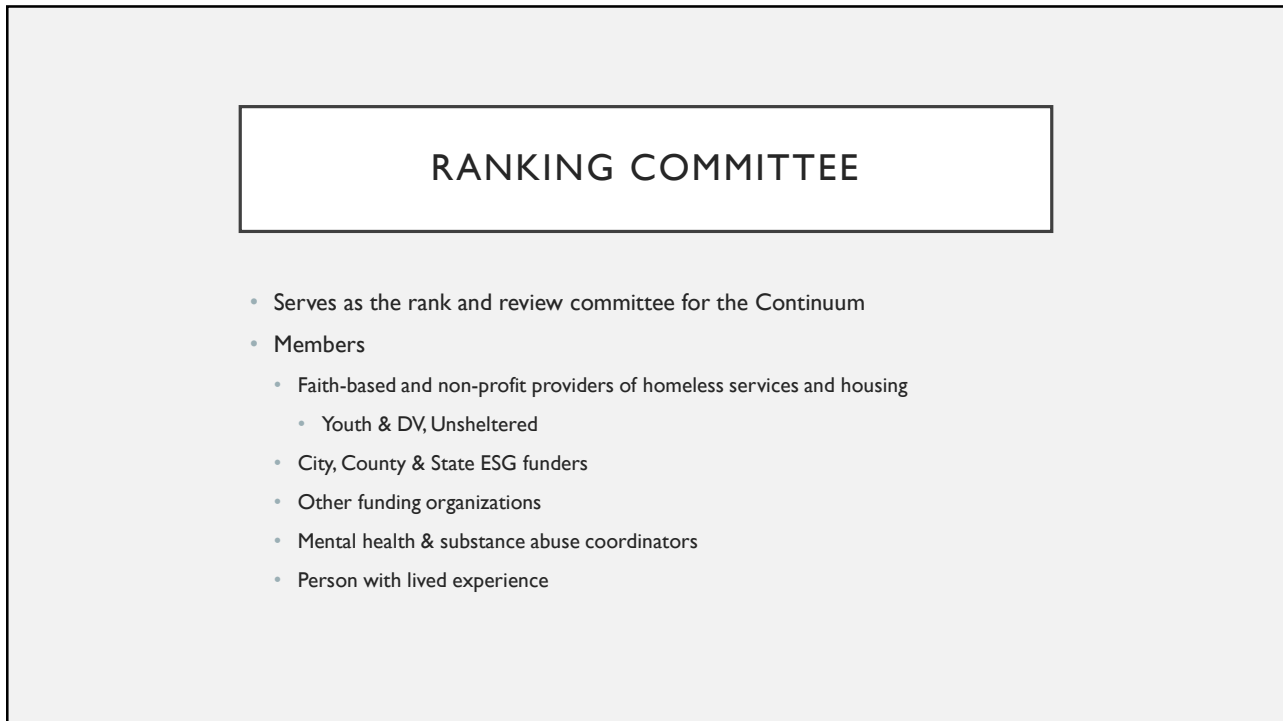 RANKING COMMITTEE
• Serves as the rank and review committee for the Continuum
• Members
• Faith-based and non-profit providers of homeless services and housing
• Youth & DV, Unsheltered
• City, County & State ESG funders
• Other funding organizations
• Mental health & substance abuse coordinators
• Person with lived experience